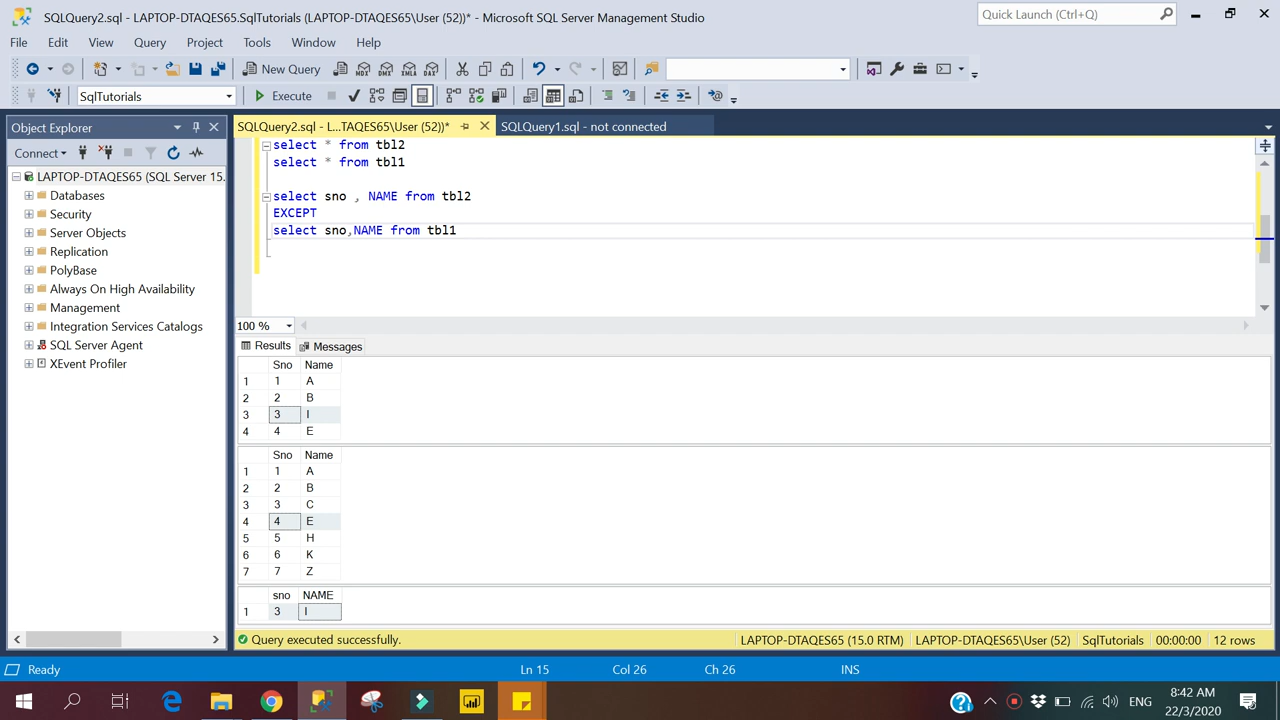 SQLQuery2.sql - LAPTOP-DTAQES65.SqlTutorials (LAPTOP-DTAQES65\User (52))* - Microsoft SQL Server Management Studio
Quick Launch (Ctrl+Q)
File Edit View Query Project Tools Window Help
New Query MDX DMX XMLA DAX
SqlTutorials Execute
Object Explorer
SQLQuery2.sql - L...TAQES65\User (52))* SQLQuery1.sql - not connected
Connect
LAPTOP-DTAQES65 (SQL Server 15.
Databases
Security
Server Objects
Replication
PolyBase
Always On High Availability
Management
Integration Services Catalogs
SQL Server Agent
XEvent Profiler
select * from tbl2
select * from tbl1
select sno , NAME from tbl2
EXCEPT
select sno,NAME from tbl1
100 %
Results Messages
Sno Name
1 1 A
2 2 B
3 3 I
4 4 E
Sno Name
1 1 A
2 2 B
3 3 C
4 4 E
5 5 H
6 6 K
7 7 Z
sno NAME
1 3 I
Query executed successfully. LAPTOP-DTAQES65 (15.0 RTM) LAPTOP-DTAQES65\User (52) SqlTutorials 00:00:00 12 rows
Ready Ln 15 Col 26 Ch 26 INS
ENG
8:42 AM
22/3/2020